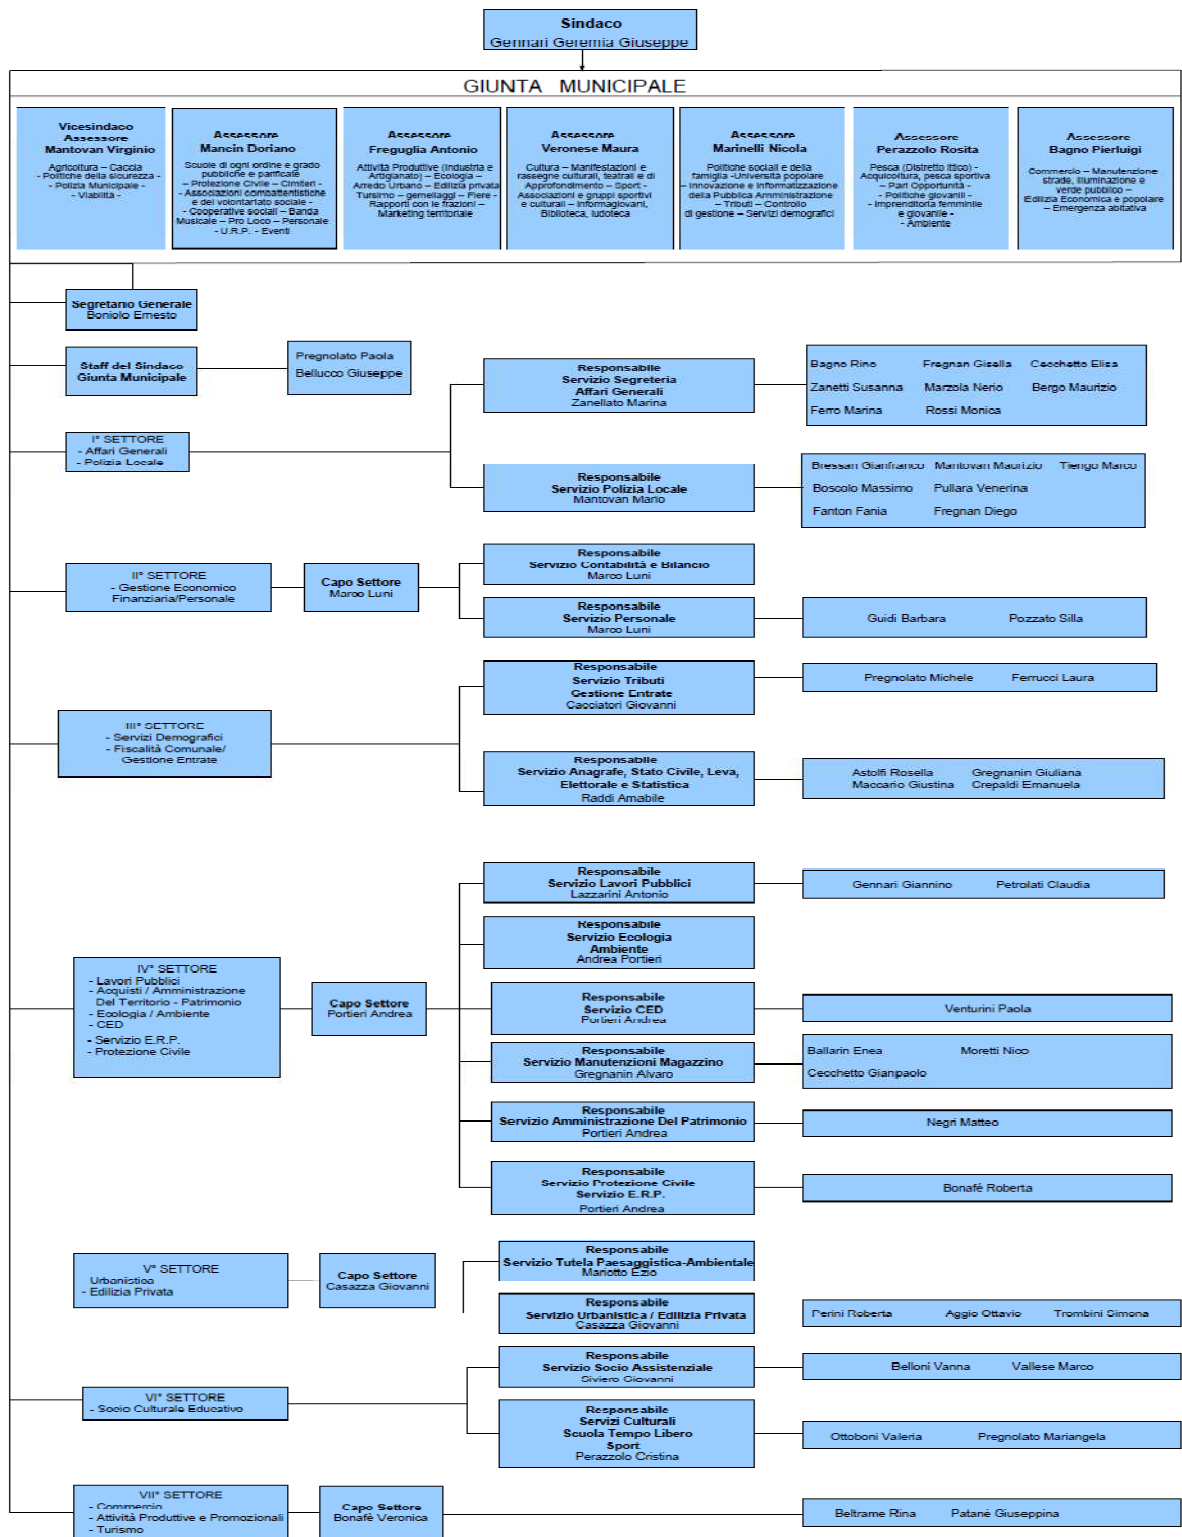 Sindaco
Gennari Geremia Giuseppe
GIUNTA MUNICIPALE
Vicesindaco
Assessore
Mantovan Virginio
Agricoltura – Caccia
- Politiche della sicurezza -
- Polizia Municipale -
- Viabilità -
Assessore
Mancin Doriano
Scuole di ogni ordine e grado
pubbliche e parificate
– Protezione Civile – Cimiteri -
- Associazioni combattentistiche
e del volontariato sociale -
- Cooperative sociali – Banda
Musicale – Pro Loco – Personale
- U.R.P. - Eventi
Assessore
Freguglia Antonio
Attività Produttive (Industria e
Artigianato) – Ecologia –
Arredo Urbano – Edilizia privata
Tursimo – gemellaggi – Fiere -
Rapporti con le frazioni –
Marketing territoriale
Assessore
Veronese Maura
Cultura – Manifestazioni e
rassegne culturali, teatrali e di
Approfondimento – Sport -
Associazioni e gruppi sportivi
e culturali – Informagiovani,
Biblioteca, ludoteca
Assessore
Marinelli Nicola
Politiche sociali e della
famiglia -Università popolare
– Innovazione e Informatizzazione
della Pubblica Amministrazione
– Tributi – Controllo
di gestione – Servizi demografici
Assessore
Perazzolo Rosita
Pesca (Distretto Ittico) -
Acquicoltura, pesca sportiva
– Pari Opportunità -
- Politiche giovanili -
- Imprenditoria femminile
e giovanile -
- Ambiente
Assessore
Bagno Pierluigi
Commercio – Manutenzione
strade, illuminazione e
verde pubblico –
Edilizia Economica e popolare
– Emergenza abitativa
Segretario Generale
Boniolo Ernesto
Staff del Sindaco
Giunta Municipale
Pregnolato Paola
Bellucco Giuseppe
I° SETTORE
- Affari Generali
- Polizia Locale
Responsabile
Servizio Segreteria
Affari Generali
Zanellato Marina
Bagno Rino Fregnan Gisella Cecchetto Elisa
Zanetti Susanna Marzola Nerio Bergo Maurizio
Ferro Marina Rossi Monica
Responsabile
Servizio Polizia Locale
Mantovan Mario
Bressan Gianfranco Mantovan Maurizio Tiengo Marco
Boscolo Massimo Pullara Venerina
Fanton Fania Fregnan Diego
II° SETTORE
- Gestione Economico
Finanziaria/Personale
Capo Settore
Marco Luni
Responsabile
Servizio Contabilità e Bilancio
Marco Luni
Responsabile
Servizio Personale
Marco Luni
Guidi Barbara Pozzato Silla
III° SETTORE
- Servizi Demografici
- Fiscalità Comunale/
Gestione Entrate
Responsabile
Servizio Tributi
Gestione Entrate
Cacciatori Giovanni
Pregnolato Michele Ferrucci Laura
Responsabile
Servizio Anagrafe, Stato Civile, Leva,
Elettorale e Statistica
Raddi Amabile
Astolfi Rosella Gregnanin Giuliana
Maccario Giustina Crepaldi Emanuela
IV° SETTORE
- Lavori Pubblici
- Acquisti / Amministrazione
Del Territorio - Patrimonio
- Ecologia / Ambiente
- CED
- Servizio E.R.P.
- Protezione Civile
Capo Settore
Portieri Andrea
Responsalbile
Servizio Lavori Pubblici
Lazzarini Antonio
Gennari Giannino Petrolati Claudia
Responsabile
Servizio Ecologia
Ambiente
Andrea Portieri
Responsabile
Servizio CED
Portieri Andrea
Venturini Paola
Responsabile
Servizio Manutenzioni Magazzino
Gregnanin Alvaro
Ballarin Enea Moretti Nico
Cecchetto Gianpaolo
Responsabile
Servizio Amministrazione Del Patrimonio
Portieri Andrea
Negri Matteo
Responsabile
Servizio Protezione Civile
Servizio E.R.P.
Portieri Andrea
Bonafé Roberta
V° SETTORE
Urbanistica
- Edilizia Privata
Capo Settore
Casazza Giovanni
Responsabile
Servizio Tutela Paesaggistica-Ambientale
Mariotto Ezio
Responsabile
Servizio Urbanistica / Edilizia Privata
Casazza Giovanni
Perini Roberta Aggio Ottavio Trombini Simona
VI° SETTORE
- Socio Culturale Educativo
Responsabile
Servizio Socio Assistenziale
Siviero Giovanni
Belloni Vanna Vallese Marco
Responsabile
Servizi Culturali
Scuola Tempo Libero
Sport
Perazzolo Cristina
Ottoboni Valeria Pregnolato Mariangela
VII° SETTORE
- Commercio
- Attività Produttive e Promozionali
- Turismo
Capo Settore
Bonafè Veronica
Beltrame Rina Patanè Giuseppina